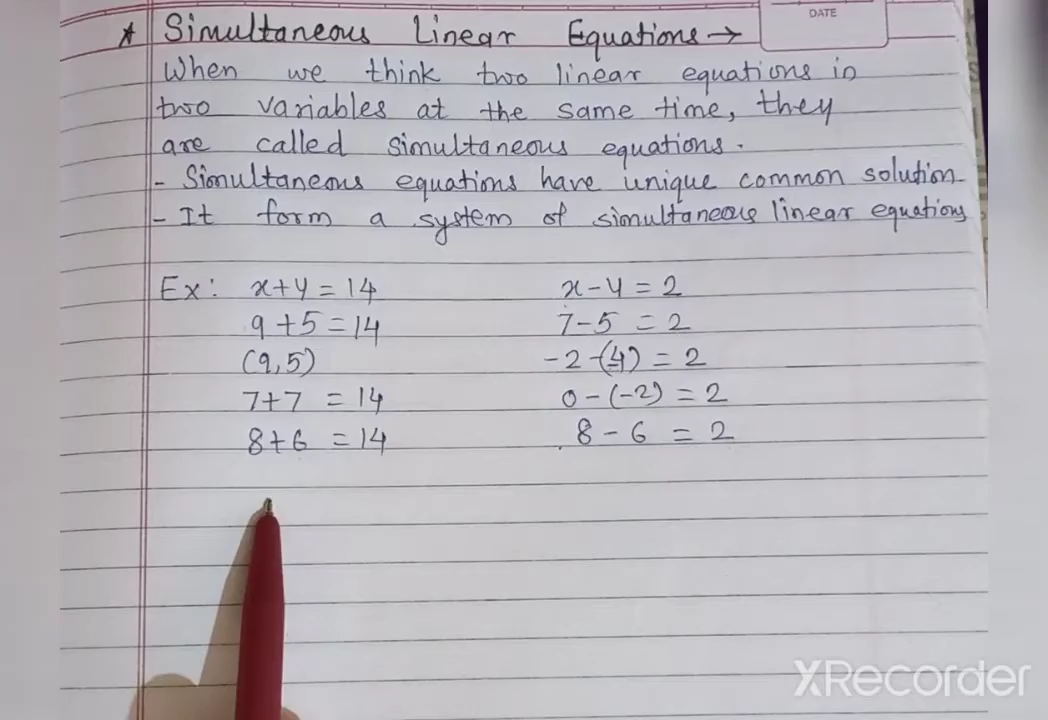 DATE
* Simultaneous Linear Equations →
When we think two linear equations in
two variables at the same time, they
are called simultaneous equations.
- Simultaneous equations have unique common solution
- It form a system of simultaneous linear equations
Ex: x+y = 14 x-y = 2
9+5 = 14 7-5 = 2
(9,5) -2-(4) = 2
7+7 = 14 0-(-2) = 2
8+6 = 14 8-6 = 2
XRecorder